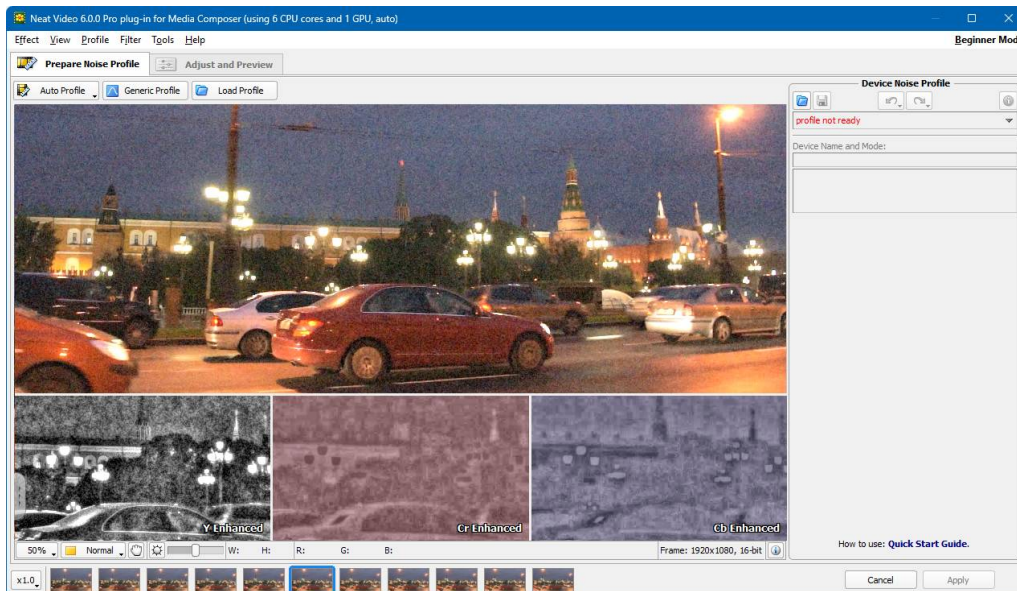 Neat Video 6.0.0 Pro plug-in for Media Composer (using 6 CPU cores and 1 GPU, auto)
Effect View Profile Filter Tools Help Beginner Mod
Prepare Noise Profile Adjust and Preview
Auto Profile Generic Profile Load Profile
Device Noise Profile
profile not ready
Device Name and Mode:
Y Enhanced Cr Enhanced Cb Enhanced
50% Normal W: H: R: G: B: Frame: 1920x1080, 16-bit
How to use: Quick Start Guide.
x1.0 Cancel Apply